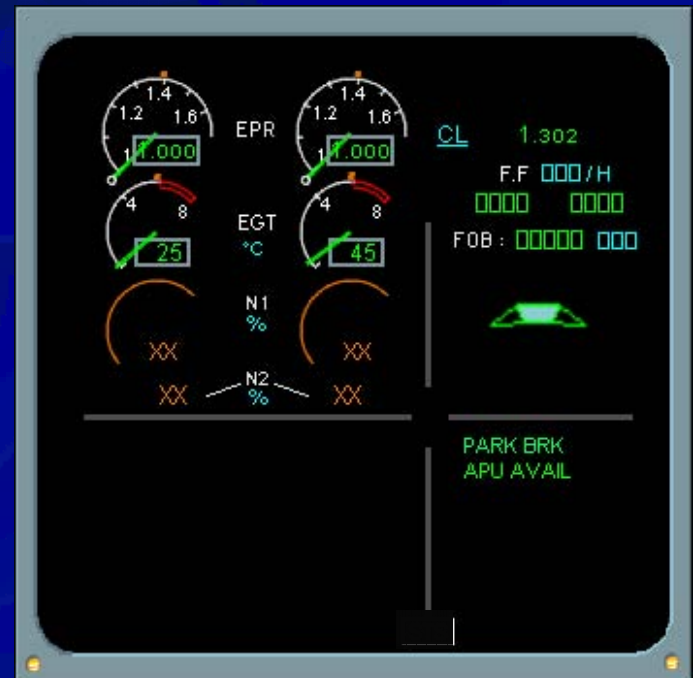 1 1.2 1.4 1.6
1.000
EPR
1 1.2 1.4 1.6
1.000
4 8
25
EGT
°C
4 8
45
N1
%
XX XX
N2
%
XX XX
CL 1.302
F.F □□□/H
□□□□ □□□□
FOB : □□□□□ □□□
PARK BRK
APU AVAIL